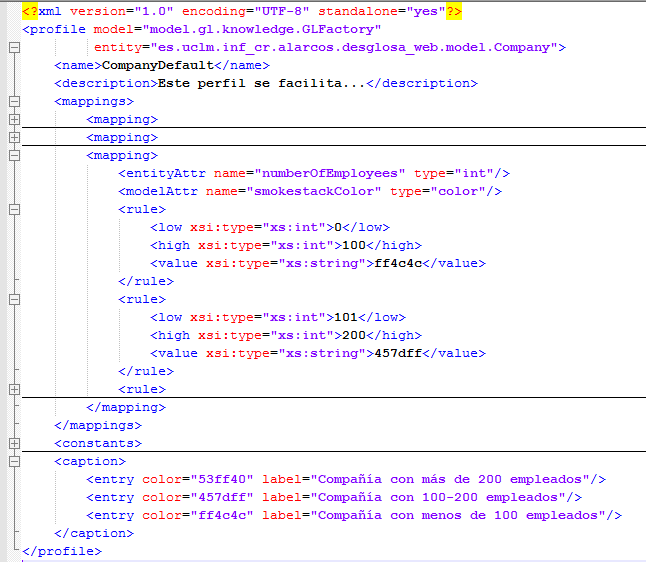 <?xml version="1.0" encoding="UTF-8" standalone="yes"?>
<profile model="model.gl.knowledge.GLFactory"
entity="es.uclm.inf_cr.alarcos.desglosa_web.model.Company">
<name>CompanyDefault</name>
<description>Este perfil se facilita...</description>
<mappings>
<mapping>
<mapping>
<mapping>
<entityAttr name="numberOfEmployees" type="int"/>
<modelAttr name="smokestackColor" type="color"/>
<rule>
<low xsi:type="xs:int">0</low>
<high xsi:type="xs:int">100</high>
<value xsi:type="xs:string">ff4c4c</value>
</rule>
<rule>
<low xsi:type="xs:int">101</low>
<high xsi:type="xs:int">200</high>
<value xsi:type="xs:string">457dff</value>
</rule>
<rule>
</mapping>
</mappings>
<constants>
<caption>
<entry color="53ff40" label="Compañía con más de 200 empleados"/>
<entry color="457dff" label="Compañía con 100-200 empleados"/>
<entry color="ff4c4c" label="Compañía con menos de 100 empleados"/>
</caption>
</profile>